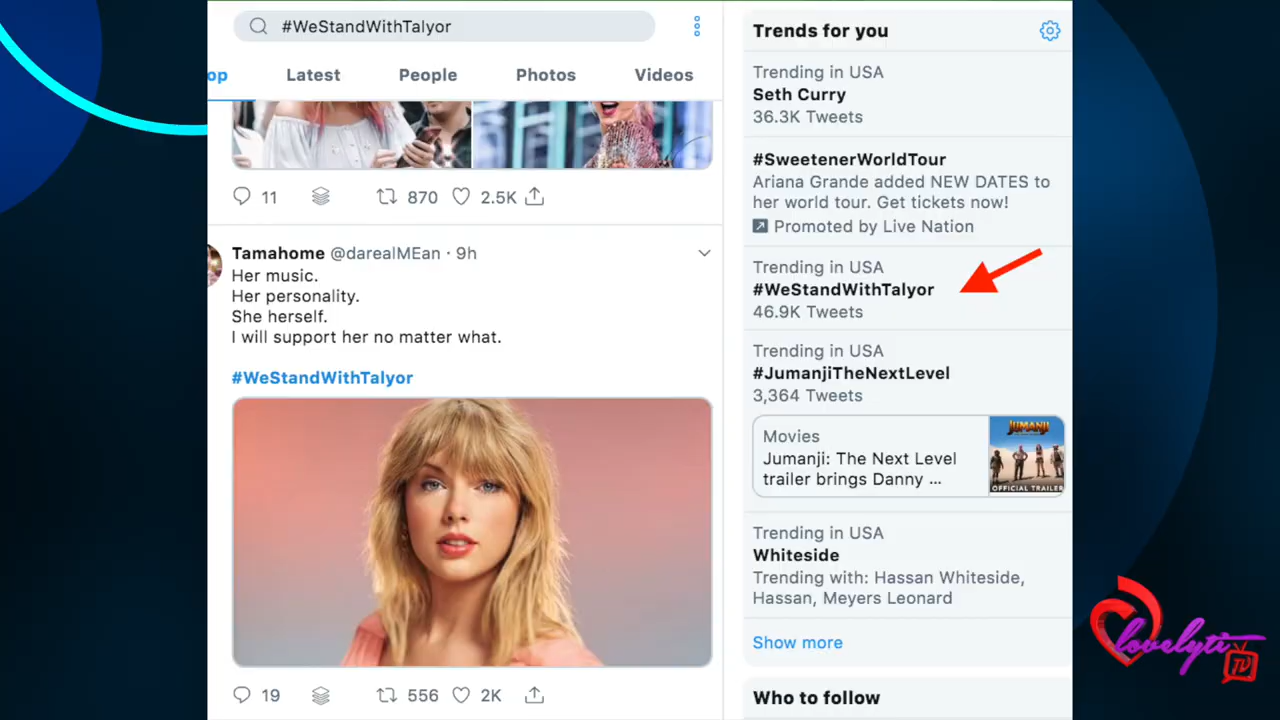 #WeStandWithTalyor
op
Latest
People
Photos
Videos
11
870
2.5K
Tamahome @darealMEan · 9h
Her music.
Her personality.
She herself.
I will support her no matter what.
#WeStandWithTalyor
19
556
2K
Trends for you
Trending in USA
Seth Curry
36.3K Tweets
#SweetenerWorldTour
Ariana Grande added NEW DATES to
her world tour. Get tickets now!
Promoted by Live Nation
Trending in USA
#WeStandWithTalyor
46.9K Tweets
Trending in USA
#JumanjiTheNextLevel
3,364 Tweets
Movies
Jumanji: The Next Level
trailer brings Danny ...
JUMANJI
OFFICIAL TRAILER
Trending in USA
Whiteside
Trending with: Hassan Whiteside,
Hassan, Meyers Leonard
Show more
Who to follow
lovelyti
TV